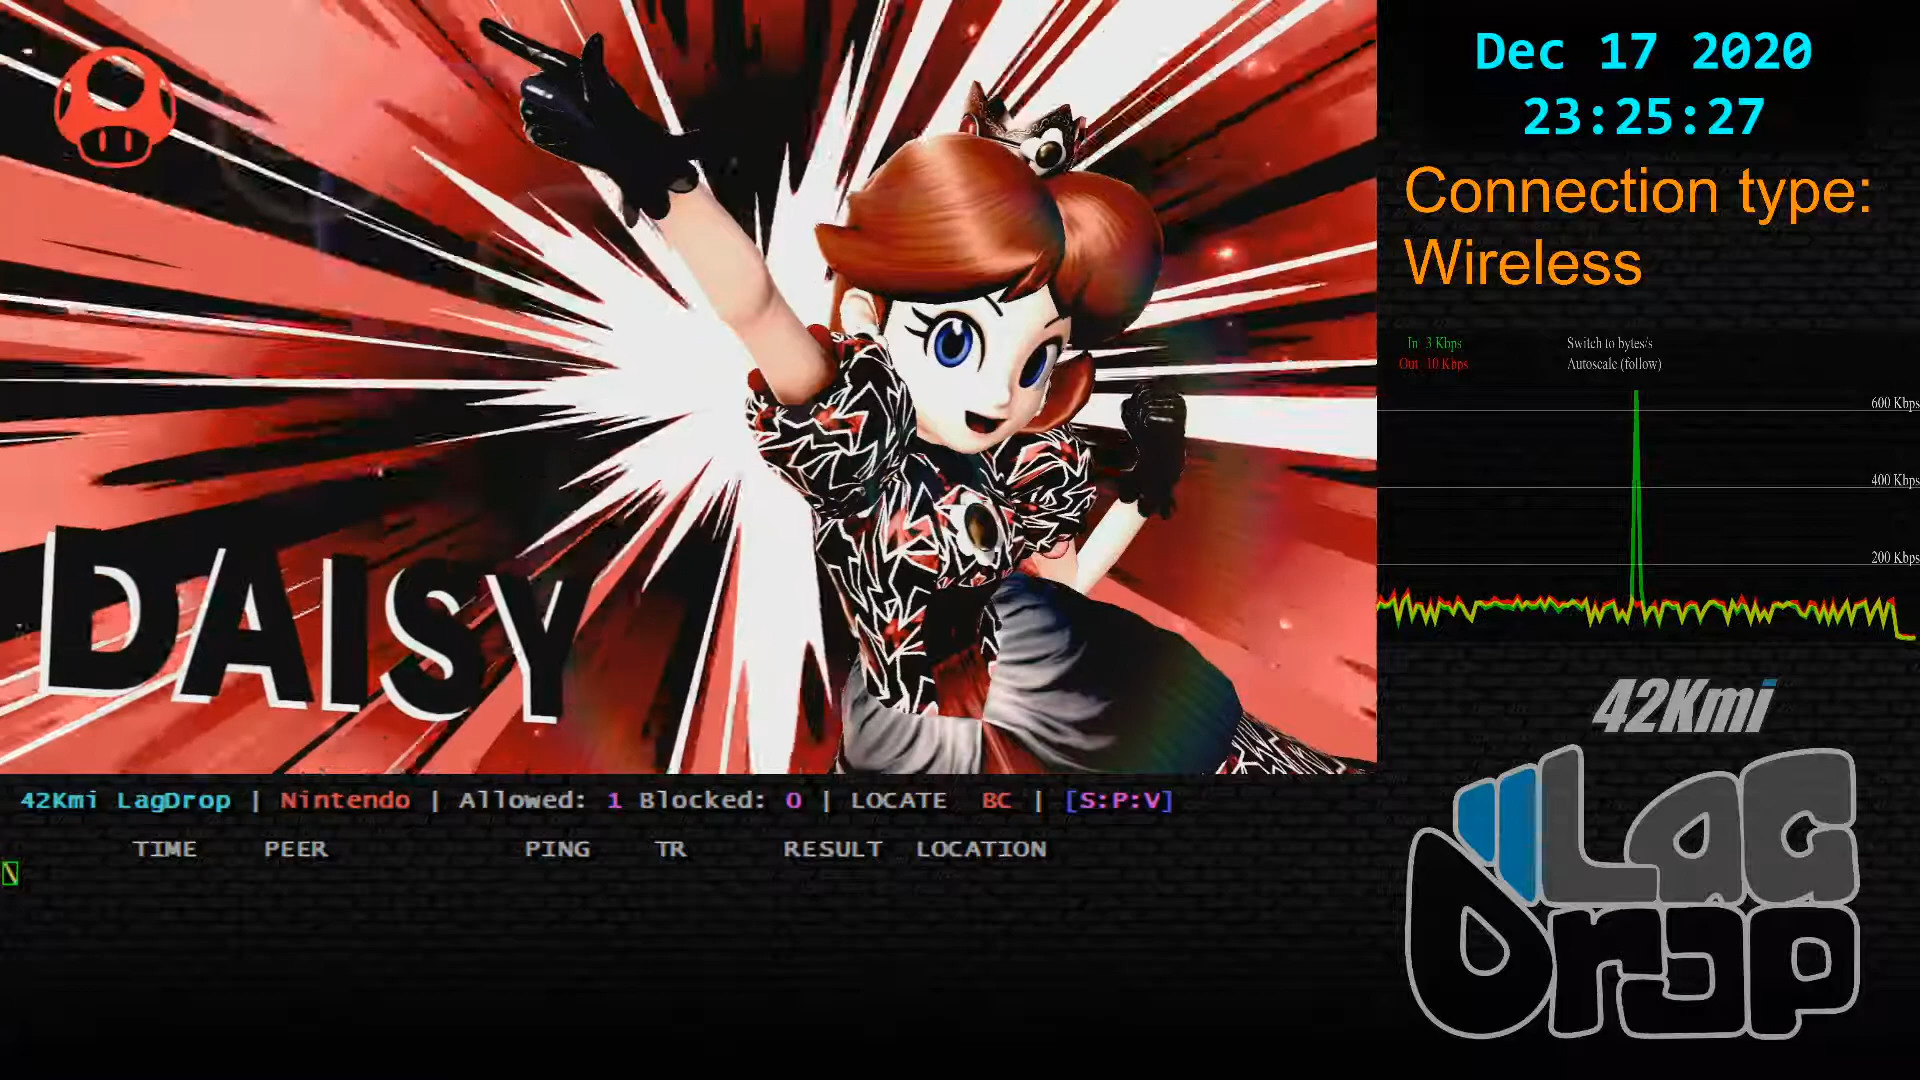 DAISY
Dec 17 2020
23:25:27
Connection type:
Wireless
In 3 Kbps
Out 10 Kbps
Switch to bytes/s
Autoscale (follow)
600 Kbps
400 Kbps
200 Kbps
42Kmi
LagDrop
42Kmi LagDrop | Nintendo | Allowed: 1 Blocked: 0 | LOCATE BC | [S:P:V]
TIME PEER PING TR RESULT LOCATION
\